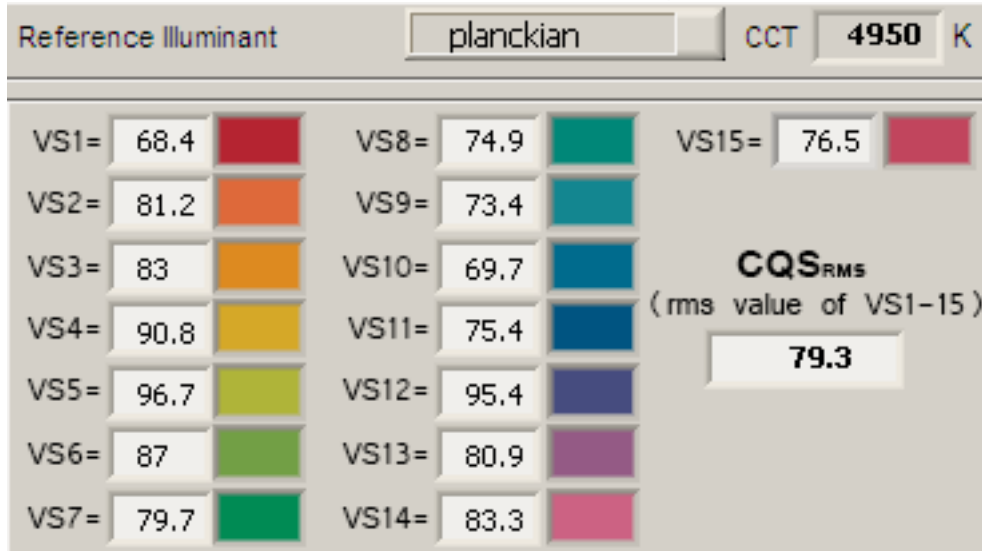 Reference Illuminant planckian CCT 4950 K
VS1= 68.4 VS8= 74.9 VS15= 76.5
VS2= 81.2 VS9= 73.4
VS3= 83 VS10= 69.7 CQSRMS
(rms value of VS1-15)
VS4= 90.8 VS11= 75.4
79.3
VS5= 96.7 VS12= 95.4
VS6= 87 VS13= 80.9
VS7= 79.7 VS14= 83.3